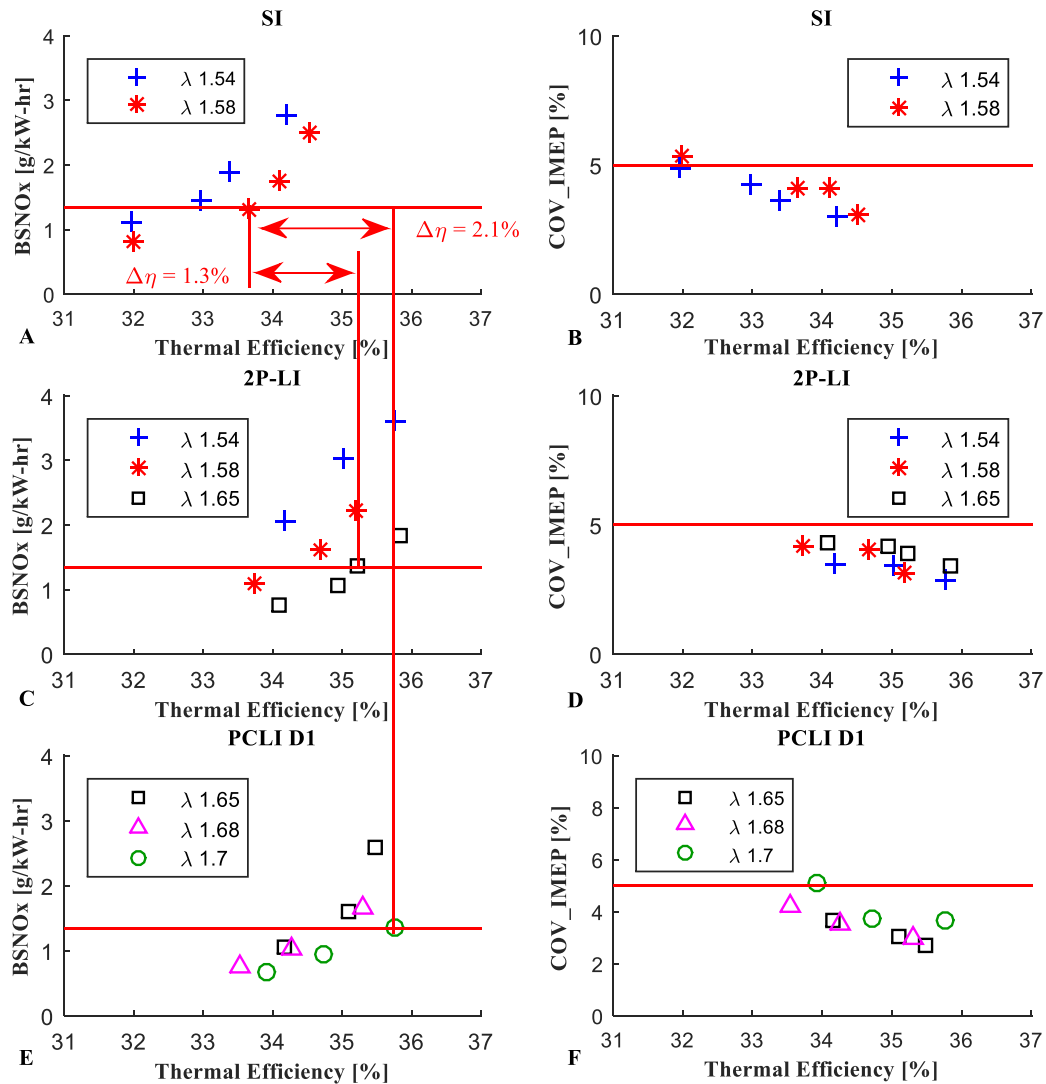 SI
BSNOx [g/kW-hr]
4
3
2
1
0
λ 1.54
λ 1.58
Δη = 2.1%
Δη = 1.3%
31 32 33 34 35 36 37
A
Thermal Efficiency [%]
SI
COV_IMEP [%]
10
5
0
λ 1.54
λ 1.58
31 32 33 34 35 36 37
B
Thermal Efficiency [%]
2P-LI
BSNOx [g/kW-hr]
4
3
2
1
0
λ 1.54
λ 1.58
λ 1.65
31 32 33 34 35 36 37
C
Thermal Efficiency [%]
2P-LI
COV_IMEP [%]
10
5
0
λ 1.54
λ 1.58
λ 1.65
31 32 33 34 35 36 37
D
Thermal Efficiency [%]
PCLI D1
BSNOx [g/kW-hr]
4
3
2
1
0
λ 1.65
λ 1.68
λ 1.7
31 32 33 34 35 36 37
E
Thermal Efficiency [%]
PCLI D1
COV_IMEP [%]
10
8
6
4
2
0
λ 1.65
λ 1.68
λ 1.7
31 32 33 34 35 36 37
F
Thermal Efficiency [%]